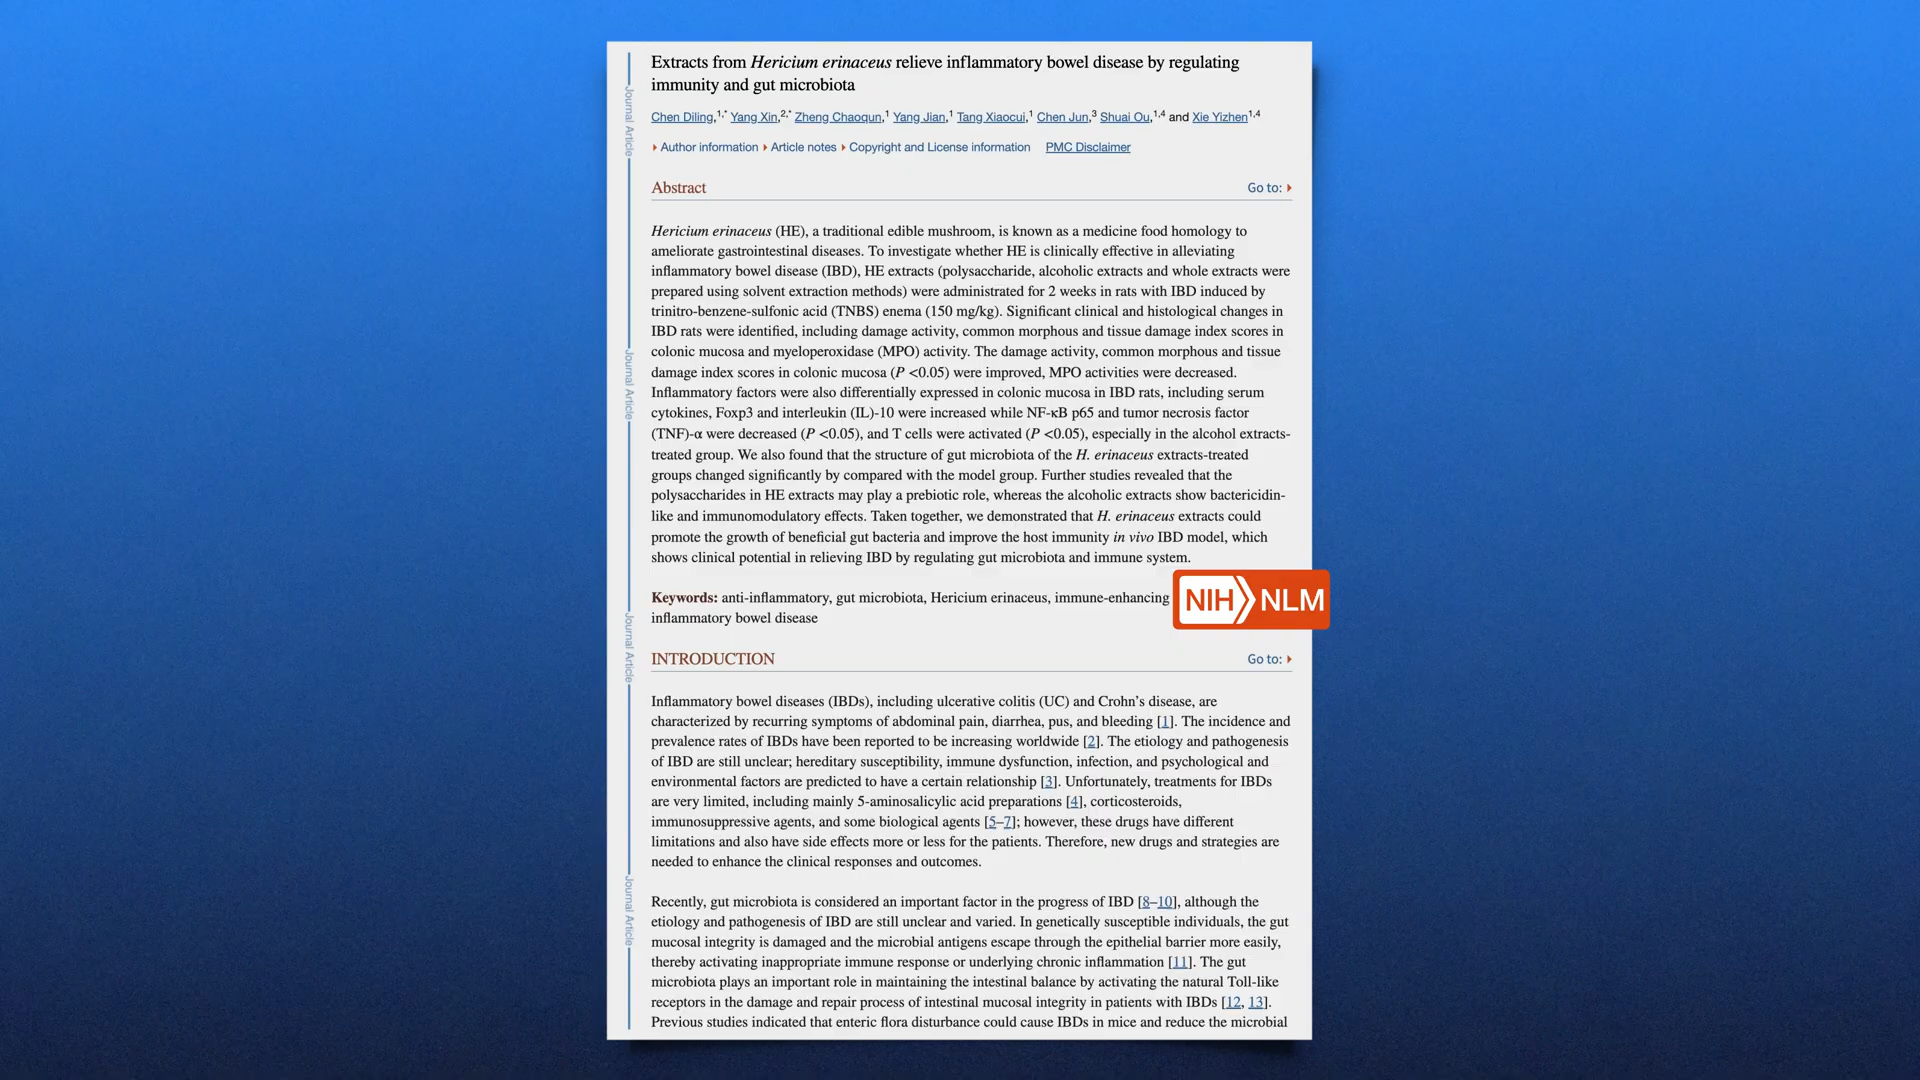 Extracts from Hericium erinaceus relieve inflammatory bowel disease by regulating
immunity and gut microbiota
Chen Diling,1,* Yang Xin,2,* Zheng Chaoqun,1 Yang Jian,1 Tang Xiaocui,1 Chen Jun,3 Shuai Ou,1,4 and Xie Yizhen1,4
Author information Article notes Copyright and License information PMC Disclaimer
Abstract Go to:
Hericium erinaceus (HE), a traditional edible mushroom, is known as a medicine food homology to
ameliorate gastrointestinal diseases. To investigate whether HE is clinically effective in alleviating
inflammatory bowel disease (IBD), HE extracts (polysaccharide, alcoholic extracts and whole extracts were
prepared using solvent extraction methods) were administrated for 2 weeks in rats with IBD induced by
trinitro-benzene-sulfonic acid (TNBS) enema (150 mg/kg). Significant clinical and histological changes in
IBD rats were identified, including damage activity, common morphous and tissue damage index scores in
colonic mucosa and myeloperoxidase (MPO) activity. The damage activity, common morphous and tissue
damage index scores in colonic mucosa (P <0.05) were improved, MPO activities were decreased.
Inflammatory factors were also differentially expressed in colonic mucosa in IBD rats, including serum
cytokines, Foxp3 and interleukin (IL)-10 were increased while NF-κB p65 and tumor necrosis factor
(TNF)-α were decreased (P <0.05), and T cells were activated (P <0.05), especially in the alcohol extracts-
treated group. We also found that the structure of gut microbiota of the H. erinaceus extracts-treated
groups changed significantly by compared with the model group. Further studies revealed that the
polysaccharides in HE extracts may play a prebiotic role, whereas the alcoholic extracts show bactericidin-
like and immunomodulatory effects. Taken together, we demonstrated that H. erinaceus extracts could
promote the growth of beneficial gut bacteria and improve the host immunity in vivo IBD model, which
shows clinical potential in relieving IBD by regulating gut microbiota and immune system.
Keywords: anti-inflammatory, gut microbiota, Hericium erinaceus, immune-enhancing
inflammatory bowel disease
NIH NLM
INTRODUCTION Go to:
Inflammatory bowel diseases (IBDs), including ulcerative colitis (UC) and Crohn's disease, are
characterized by recurring symptoms of abdominal pain, diarrhea, pus, and bleeding [1]. The incidence and
prevalence rates of IBDs have been reported to be increasing worldwide [2]. The etiology and pathogenesis
of IBD are still unclear; hereditary susceptibility, immune dysfunction, infection, and psychological and
environmental factors are predicted to have a certain relationship [3]. Unfortunately, treatments for IBDs
are very limited, including mainly 5-aminosalicylic acid preparations [4], corticosteroids,
immunosuppressive agents, and some biological agents [5–7]; however, these drugs have different
limitations and also have side effects more or less for the patients. Therefore, new drugs and strategies are
needed to enhance the clinical responses and outcomes.
Recently, gut microbiota is considered an important factor in the progress of IBD [8–10], although the
etiology and pathogenesis of IBD are still unclear and varied. In genetically susceptible individuals, the gut
mucosal integrity is damaged and the microbial antigens escape through the epithelial barrier more easily,
thereby activating inappropriate immune response or underlying chronic inflammation [11]. The gut
microbiota plays an important role in maintaining the intestinal balance by activating the natural Toll-like
receptors in the damage and repair process of intestinal mucosal integrity in patients with IBDs [12, 13].
Previous studies indicated that enteric flora disturbance could cause IBDs in mice and reduce the microbial
Journal Article
Journal Article
Journal Article
Journal Article